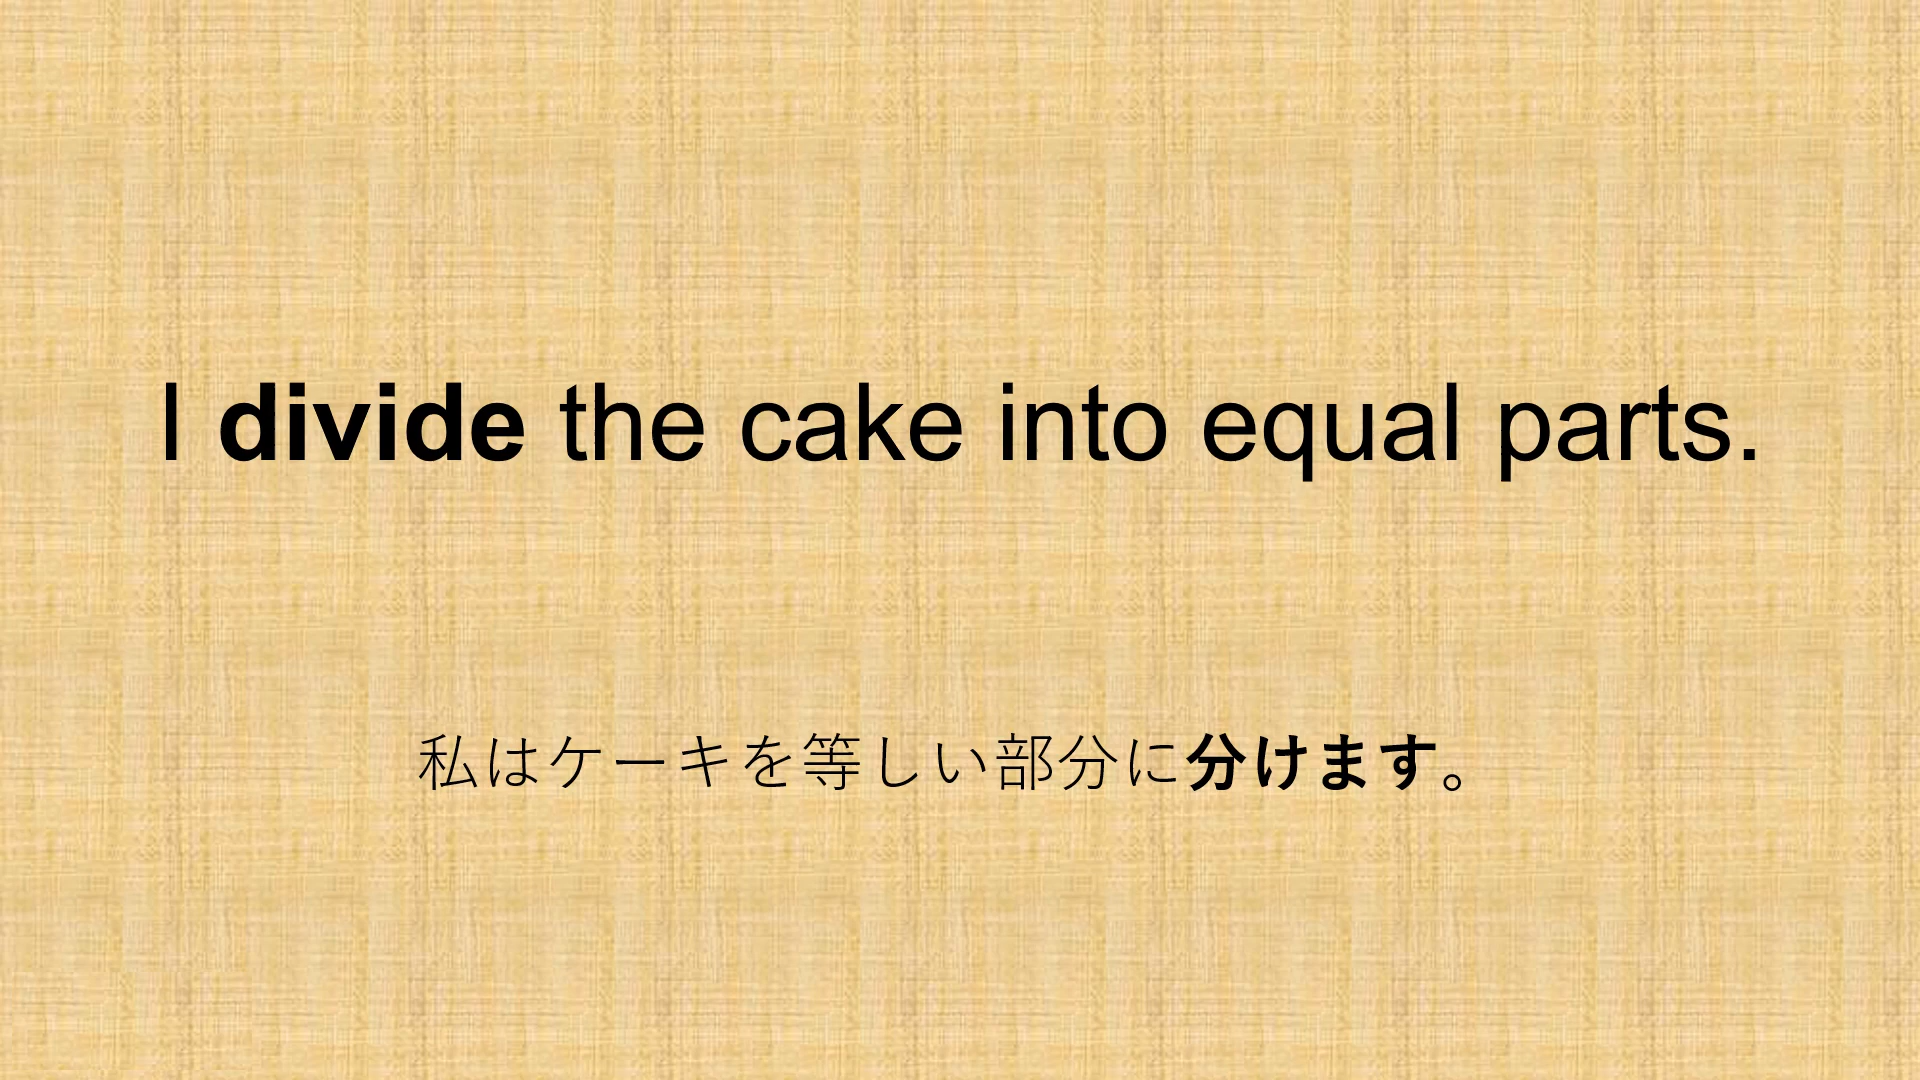 I divide the cake into equal parts.
私はケーキを等しい部分に分けます。